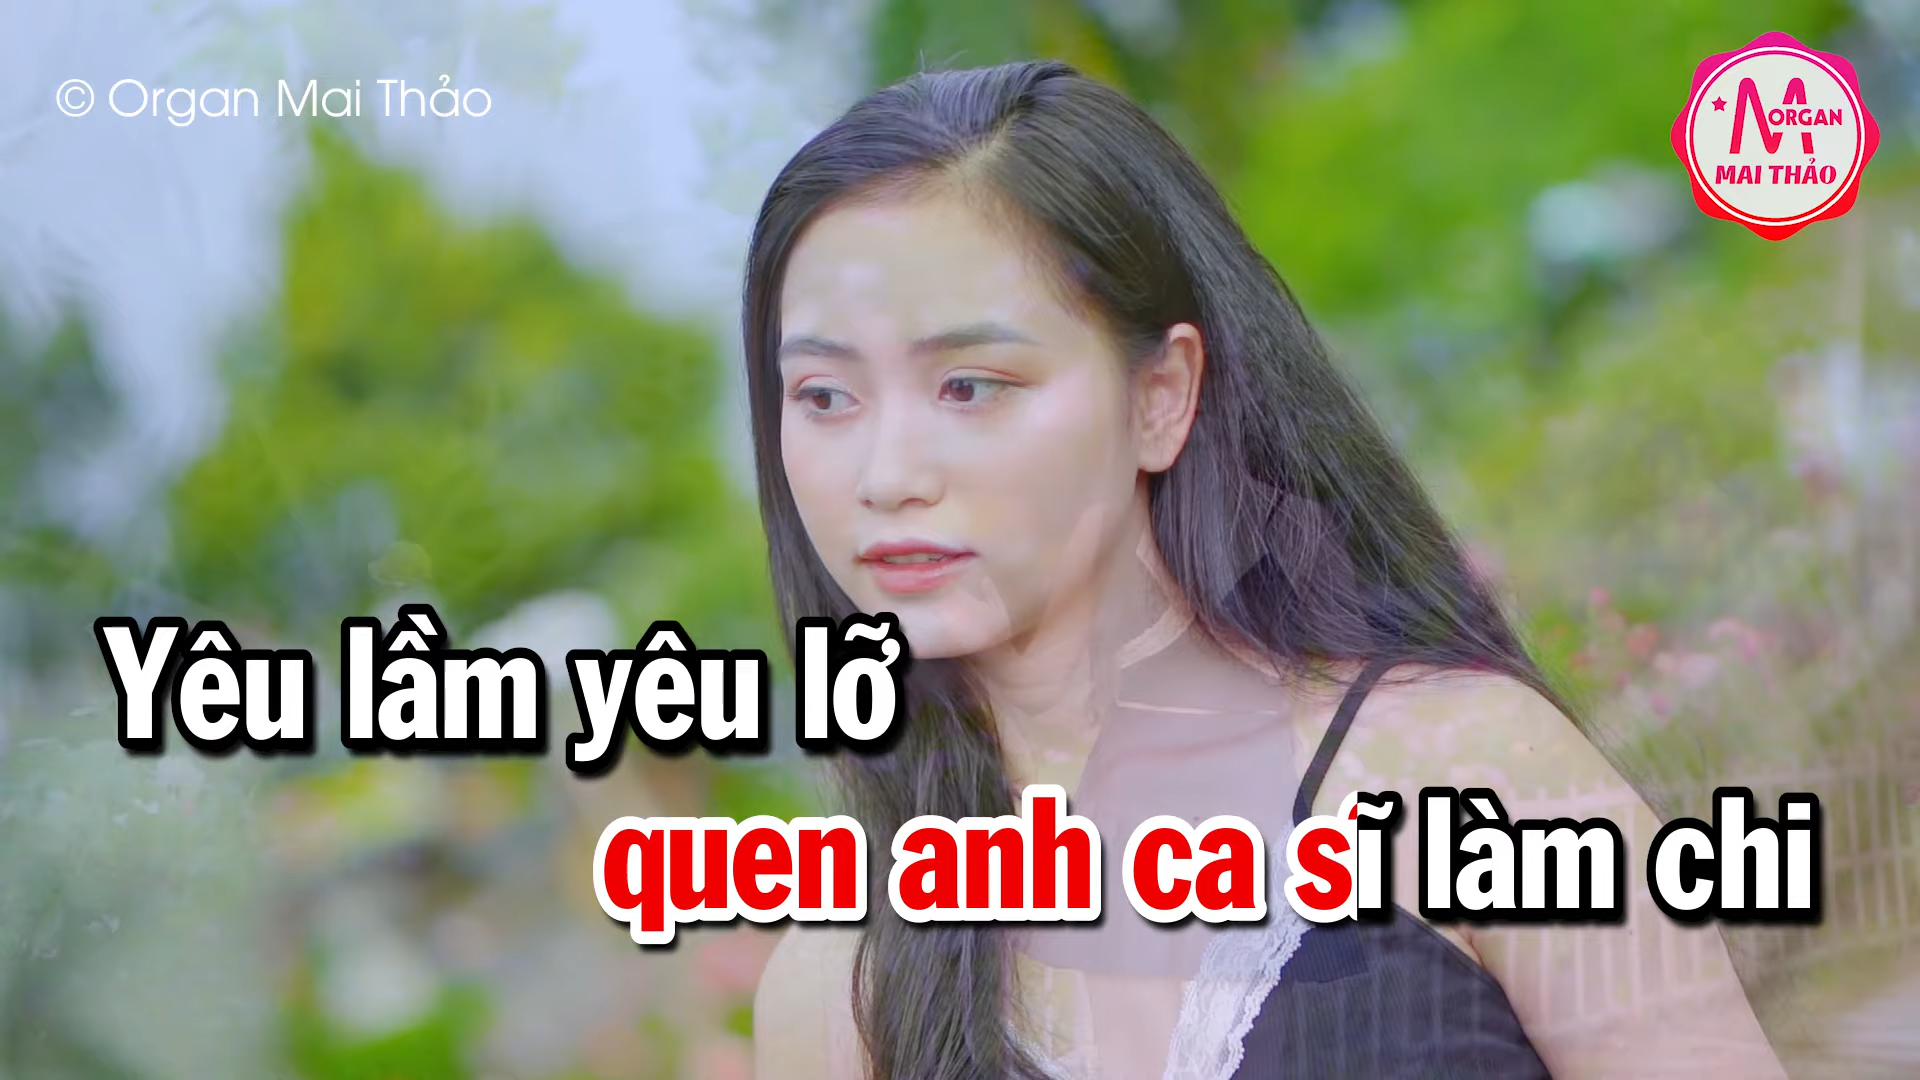 © Organ Mai Thảo
M ORGAN
MAI THẢO
Yêu lầm yêu lỡ
quen anh ca sĩ làm chi